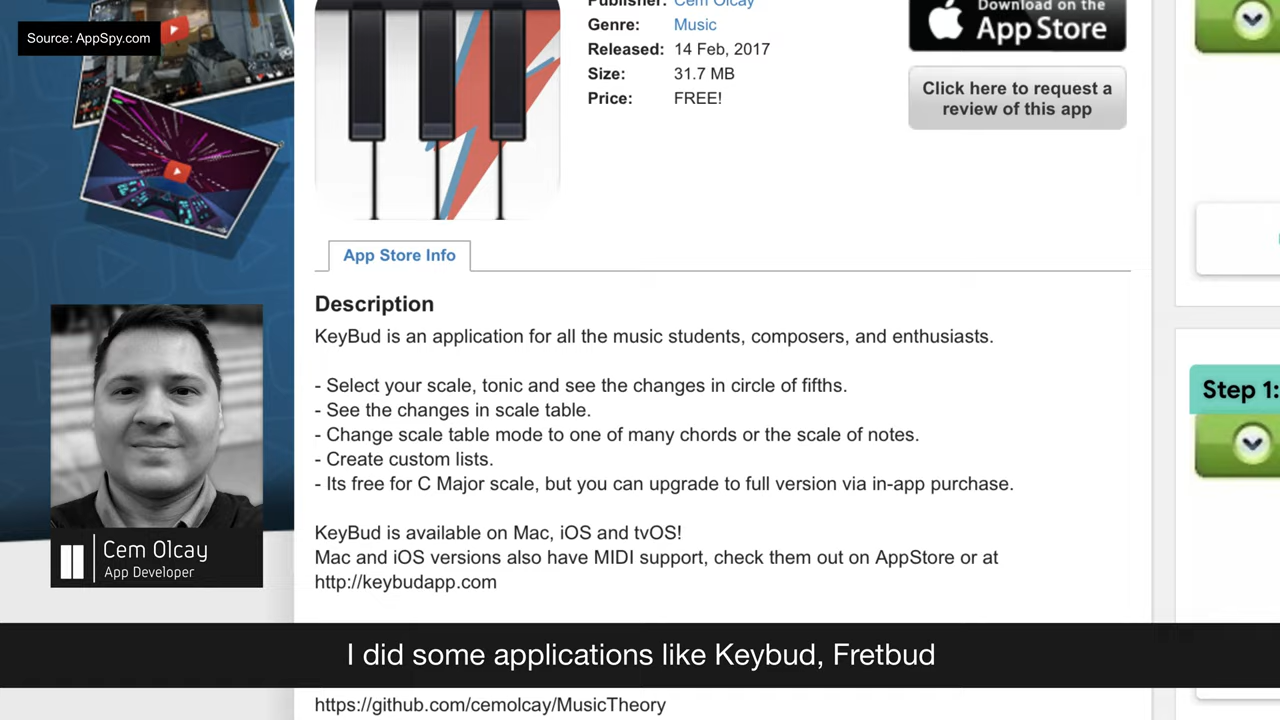 Source: AppSpy.com
Publisher: Cem Olcay
Genre: Music
Released: 14 Feb, 2017
Size: 31.7 MB
Price: FREE!
Download on the
App Store
Click here to request a
review of this app
App Store Info
Description
KeyBud is an application for all the music students, composers, and enthusiasts.
- Select your scale, tonic and see the changes in circle of fifths.
- See the changes in scale table.
- Change scale table mode to one of many chords or the scale of notes.
- Create custom lists.
- Its free for C Major scale, but you can upgrade to full version via in-app purchase.
KeyBud is available on Mac, iOS and tvOS!
Mac and iOS versions also have MIDI support, check them out on AppStore or at
http://keybudapp.com
Step 1:
Cem Olcay
App Developer
I did some applications like Keybud, Fretbud
https://github.com/cemolcay/MusicTheory